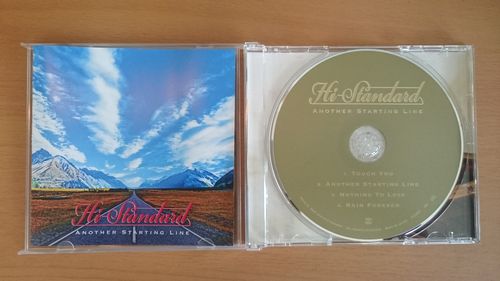 Hi-Standard
ANOTHER STARTING LINE
Hi-Standard
ANOTHER STARTING LINE
1. TOUCH YOU
2. ANOTHER STARTING LINE
3. NOTHING TO LOSE
4. RAIN FOREVER